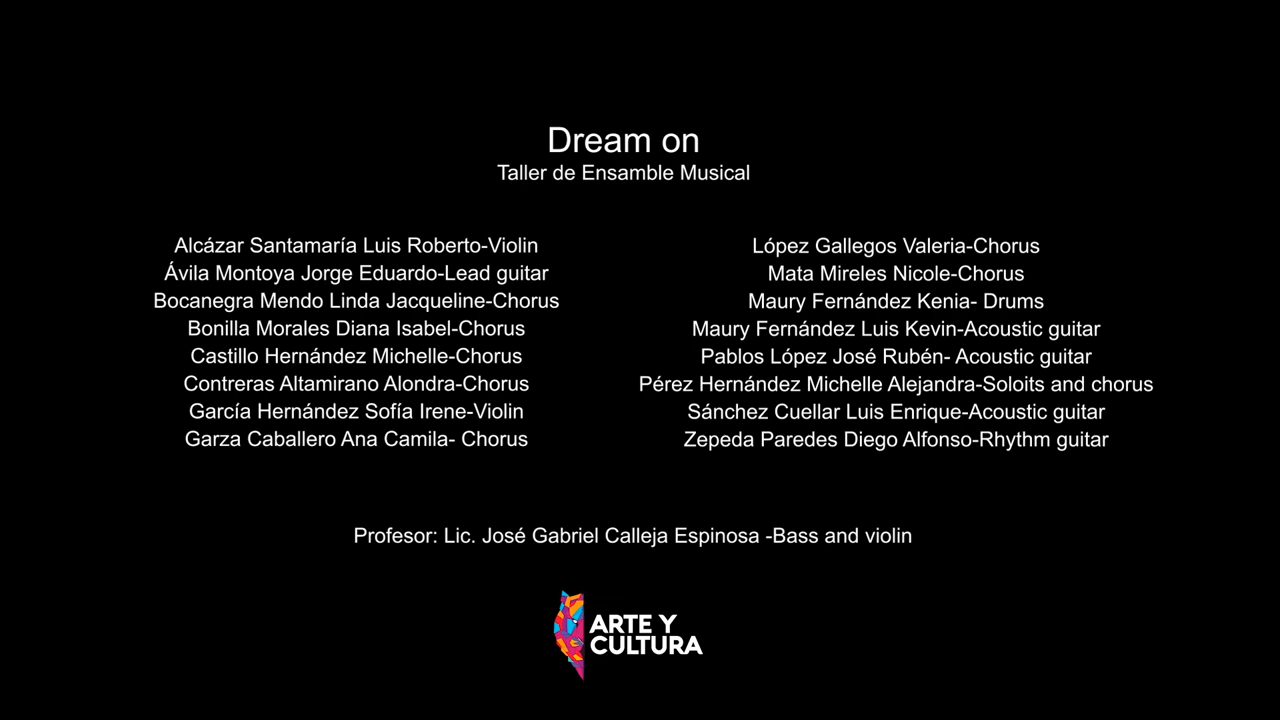 Dream on
Taller de Ensamble Musical
Alcázar Santamaría Luis Roberto-Violin
Ávila Montoya Jorge Eduardo-Lead guitar
Bocanegra Mendo Linda Jacqueline-Chorus
Bonilla Morales Diana Isabel-Chorus
Castillo Hernández Michelle-Chorus
Contreras Altamirano Alondra-Chorus
García Hernández Sofía Irene-Violin
Garza Caballero Ana Camila- Chorus
López Gallegos Valeria-Chorus
Mata Mireles Nicole-Chorus
Maury Fernández Kenia- Drums
Maury Fernández Luis Kevin-Acoustic guitar
Pablos López José Rubén- Acoustic guitar
Pérez Hernández Michelle Alejandra-Soloits and chorus
Sánchez Cuellar Luis Enrique-Acoustic guitar
Zepeda Paredes Diego Alfonso-Rhythm guitar
Profesor: Lic. José Gabriel Calleja Espinosa -Bass and violin
ARTE Y
CULTURA